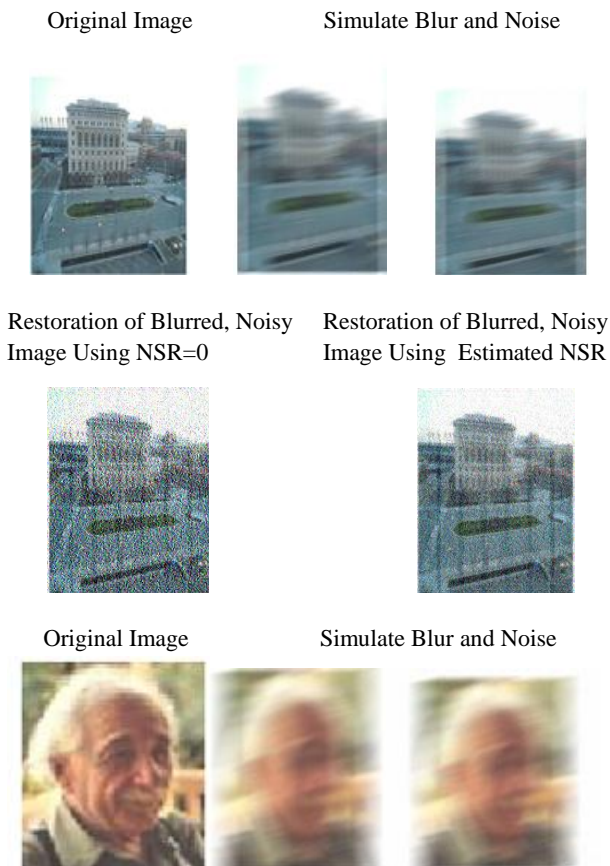 Original Image Simulate Blur and Noise
Restoration of Blurred, Noisy Restoration of Blurred, Noisy
Image Using NSR=0 Image Using Estimated NSR
Original Image Simulate Blur and Noise